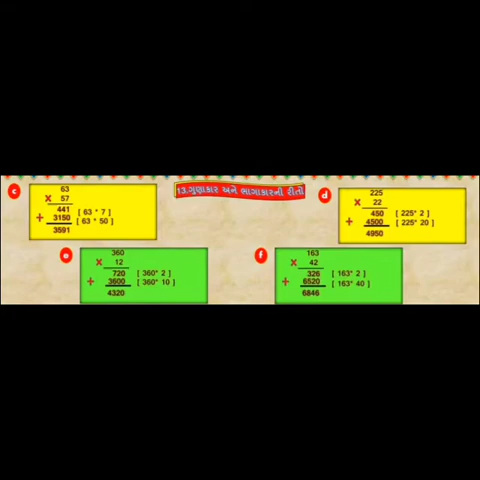 13.ગુણાકાર અને ભાગાકારની રીતો
c
63
x 57
441 [ 63 * 7 ]
+ 3150 [ 63 * 50 ]
3591
d
225
x 22
450 [ 225* 2 ]
+ 4500 [ 225* 20 ]
4950
e
360
x 12
720 [ 360* 2 ]
+ 3600 [ 360* 10 ]
4320
f
163
x 42
326 [ 163* 2 ]
+ 6520 [ 163* 40 ]
6846